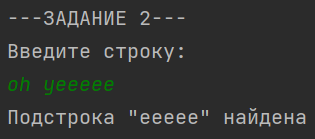 ---ЗАДАНИЕ 2---
Введите строку:
oh yeeeee
Подстрока "eeeee" найдена